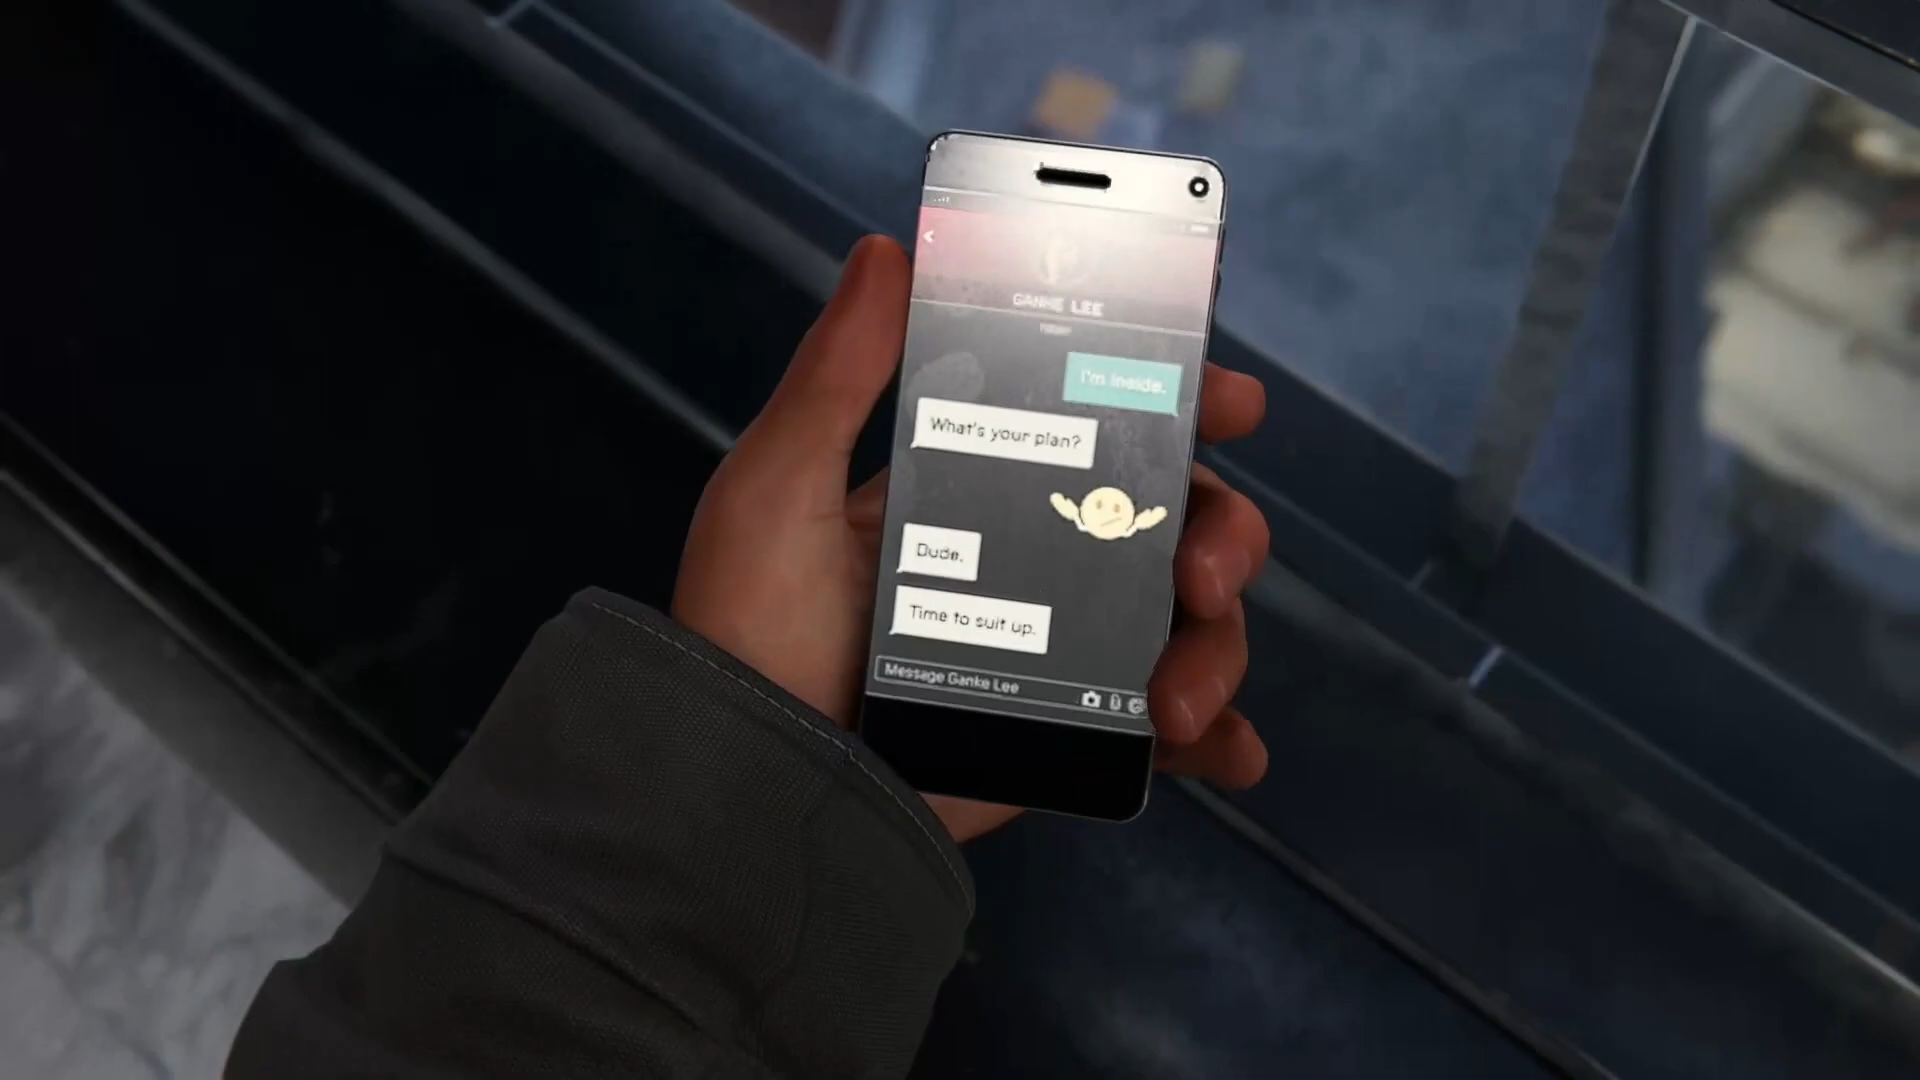 GANKE LEE
I'm inside.
What's your plan?
Dude.
Time to suit up.
Message Ganke Lee